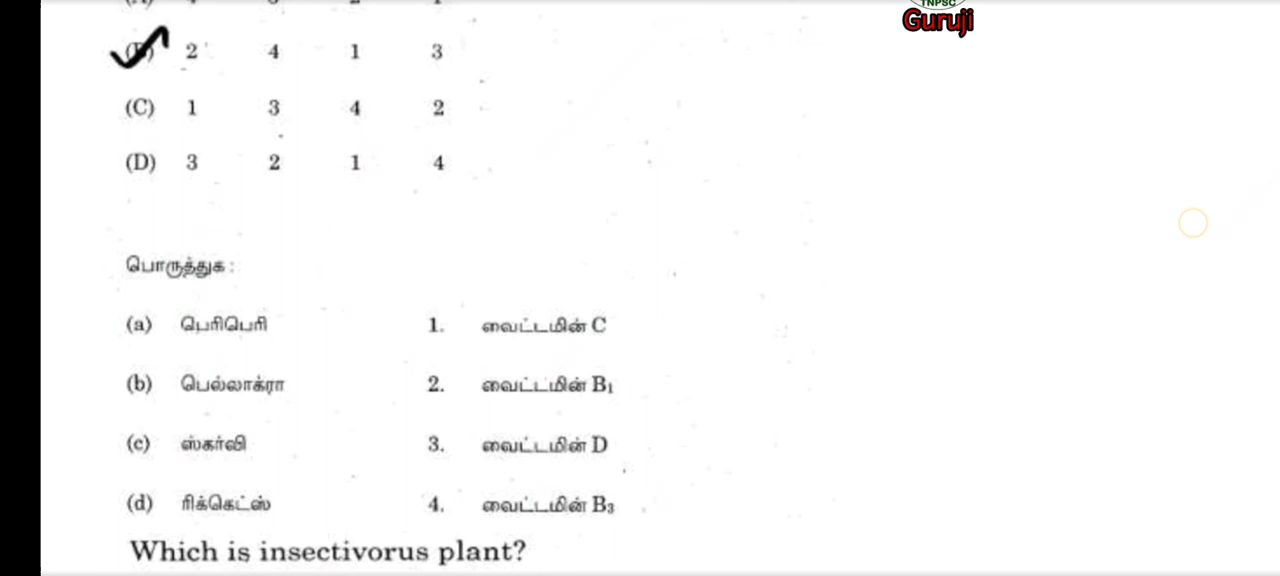 TNPSC
Guruji
(B) 2 4 1 3
(C) 1 3 4 2
(D) 3 2 1 4
பொருத்துக :
(a) பெரிபெரி 1. வைட்டமின் C
(b) பெல்லாக்ரா 2. வைட்டமின் B₁
(c) ஸ்கர்வி 3. வைட்டமின் D
(d) ரிக்கெட்ஸ் 4. வைட்டமின் B₃
Which is insectivorus plant?